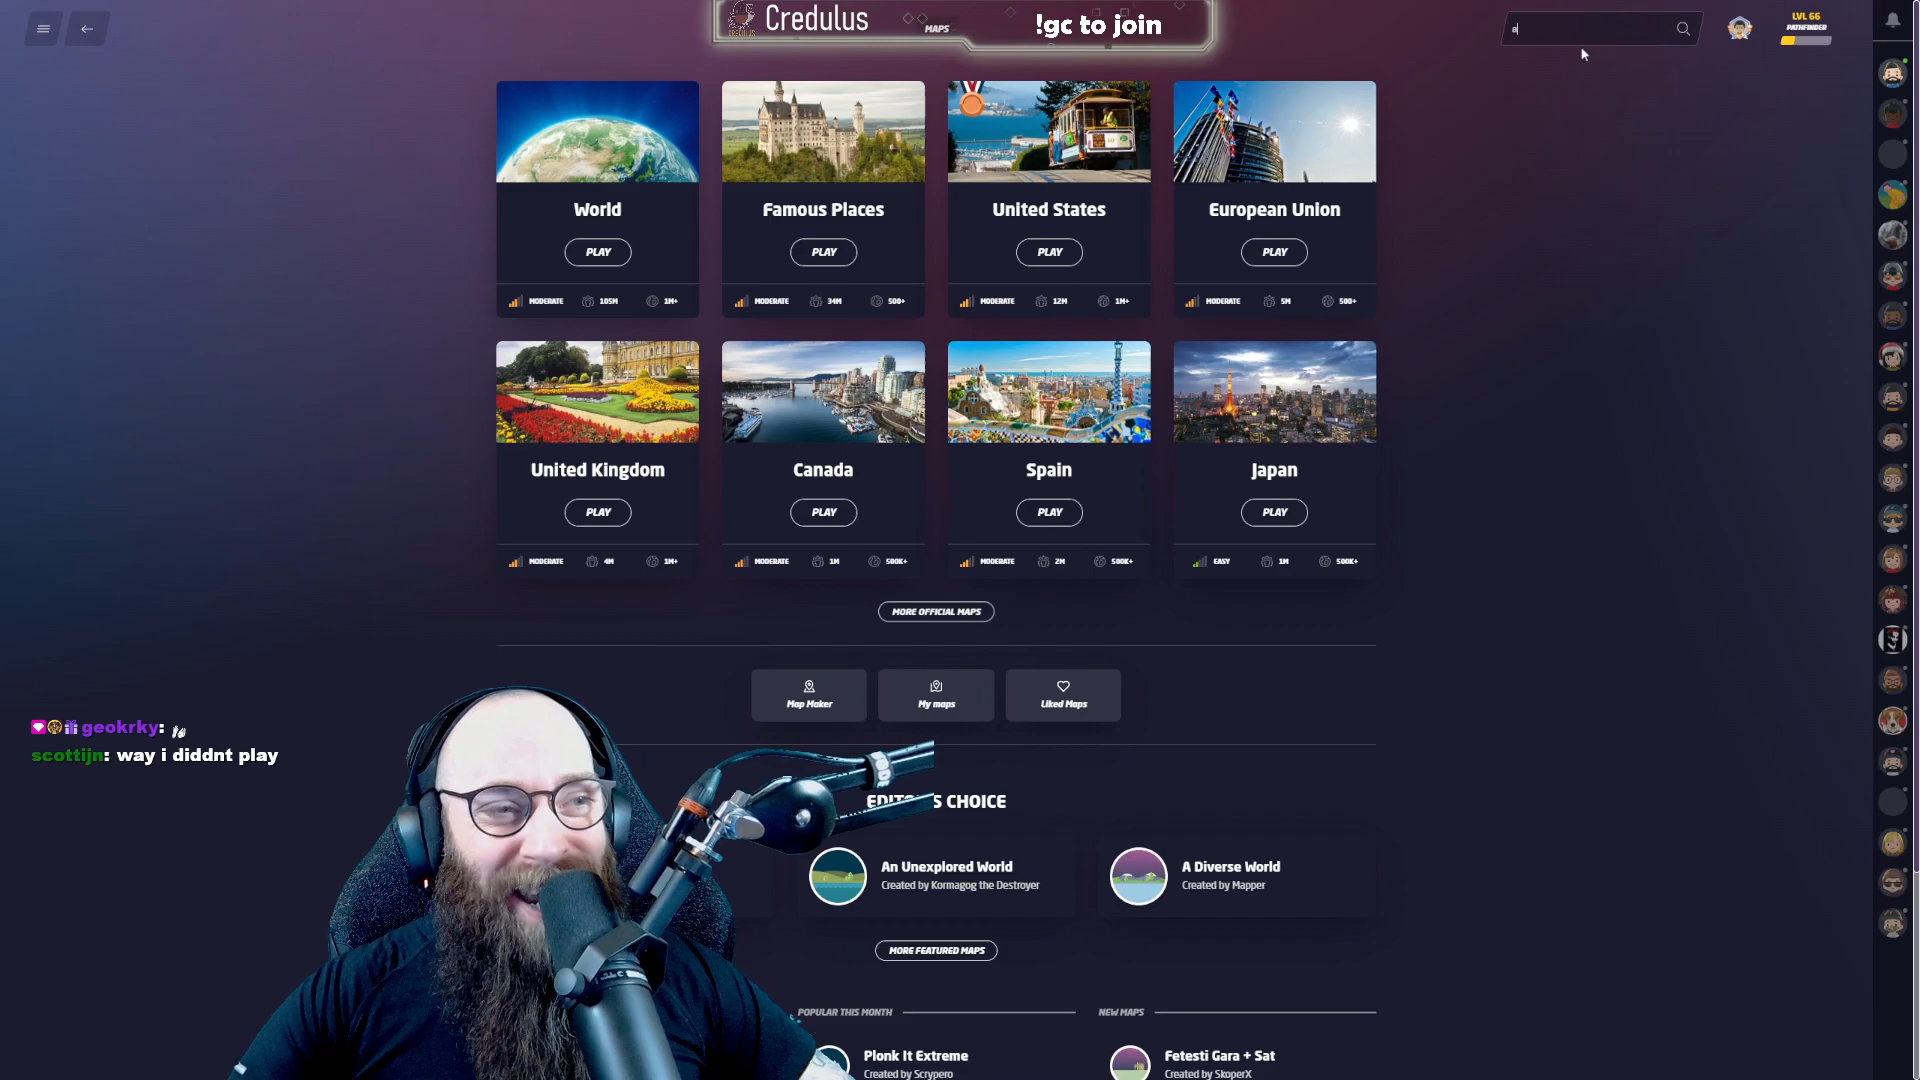 Credulus
CREDULUS
MAPS
!gc to join
a
LVL 66
PATHFINDER
World
Famous Places
United States
European Union
PLAY
PLAY
PLAY
PLAY
MODERATE 105M 1M+
MODERATE 34M 500+
MODERATE 12M 1M+
MODERATE 5M 500+
United Kingdom
Canada
Spain
Japan
PLAY
PLAY
PLAY
PLAY
MODERATE 4M 1M+
MODERATE 1M 500K+
MODERATE 2M 500K+
EASY 1M 500K+
MORE OFFICIAL MAPS
Map Maker
My maps
Liked Maps
geokrky:
scottijn: way i diddnt play
CHOICE
An Unexplored World
Created by Kormagog the Destroyer
A Diverse World
Created by Mapper
MORE FEATURED MAPS
POPULAR THIS MONTH
NEW MAPS
Plonk It Extreme
Created by Scrypero
Fetesti Gara + Sat
Created by SkoperX